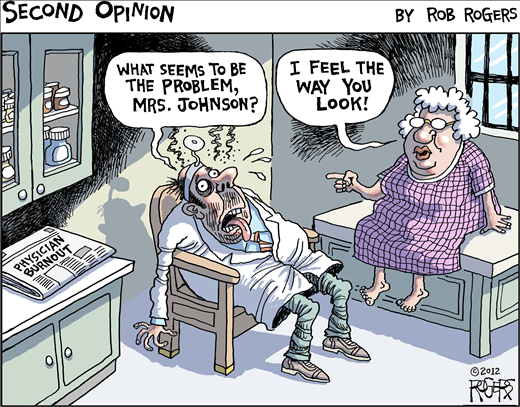 SECOND OPINION
BY ROB ROGERS
WHAT SEEMS TO BE
THE PROBLEM,
MRS. JOHNSON?
I FEEL THE
WAY YOU
LOOK!
PHYSICIAN
BURNOUT
©2012
ROGERS